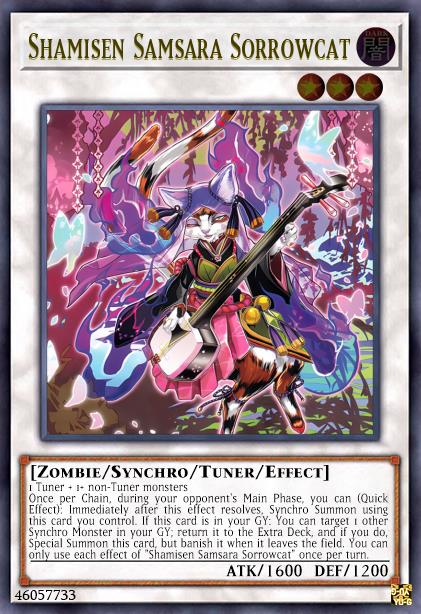 SHAMISEN SAMSARA SORROWCAT
DARK
闇
[ZOMBIE/SYNCHRO/TUNER/EFFECT]
1 Tuner + 1+ non-Tuner monsters
Once per Chain, during your opponent's Main Phase, you can (Quick
Effect): Immediately after this effect resolves, Synchro Summon using
this card you control. If this card is in your GY: You can target 1 other
Synchro Monster in your GY; return it to the Extra Deck, and if you do,
Special Summon this card, but banish it when it leaves the field. You can
only use each effect of "Shamisen Samsara Sorrowcat" once per turn.
ATK/1600 DEF/1200
46057733